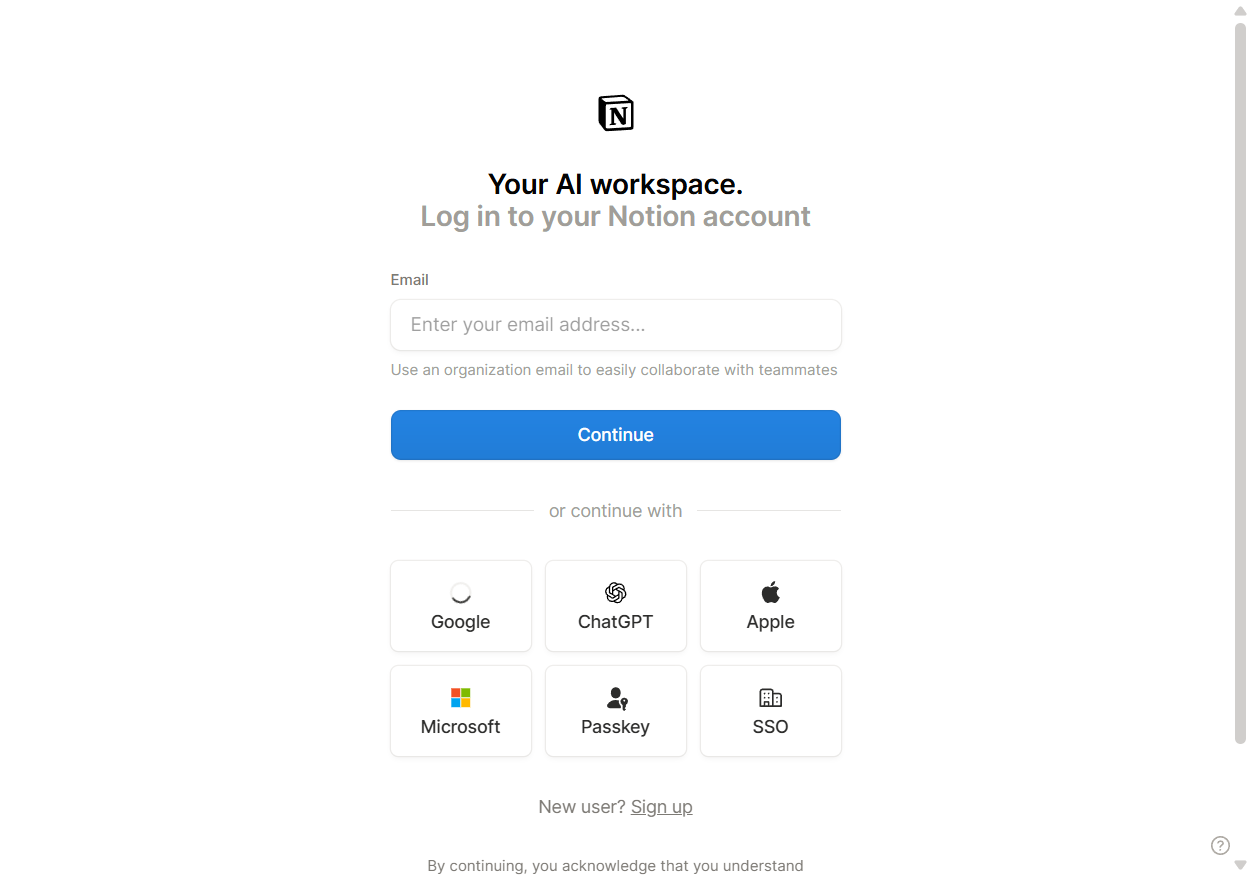 N
Your AI workspace.
Log in to your Notion account
Email
Enter your email address...
Use an organization email to easily collaborate with teammates
Continue
or continue with
Google
ChatGPT
Apple
Microsoft
Passkey
SSO
New user? Sign up
?
By continuing, you acknowledge that you understand